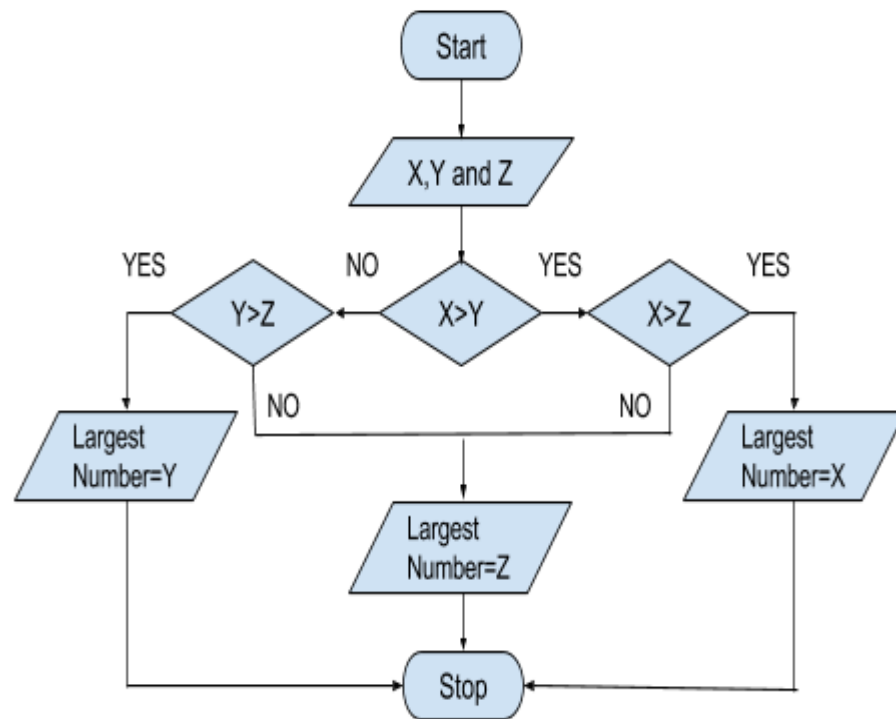 Start
X,Y and Z
YES
NO
YES
YES
Y>Z
X>Y
X>Z
NO
NO
Largest
Number=Y
Largest
Number=X
Largest
Number=Z
Stop